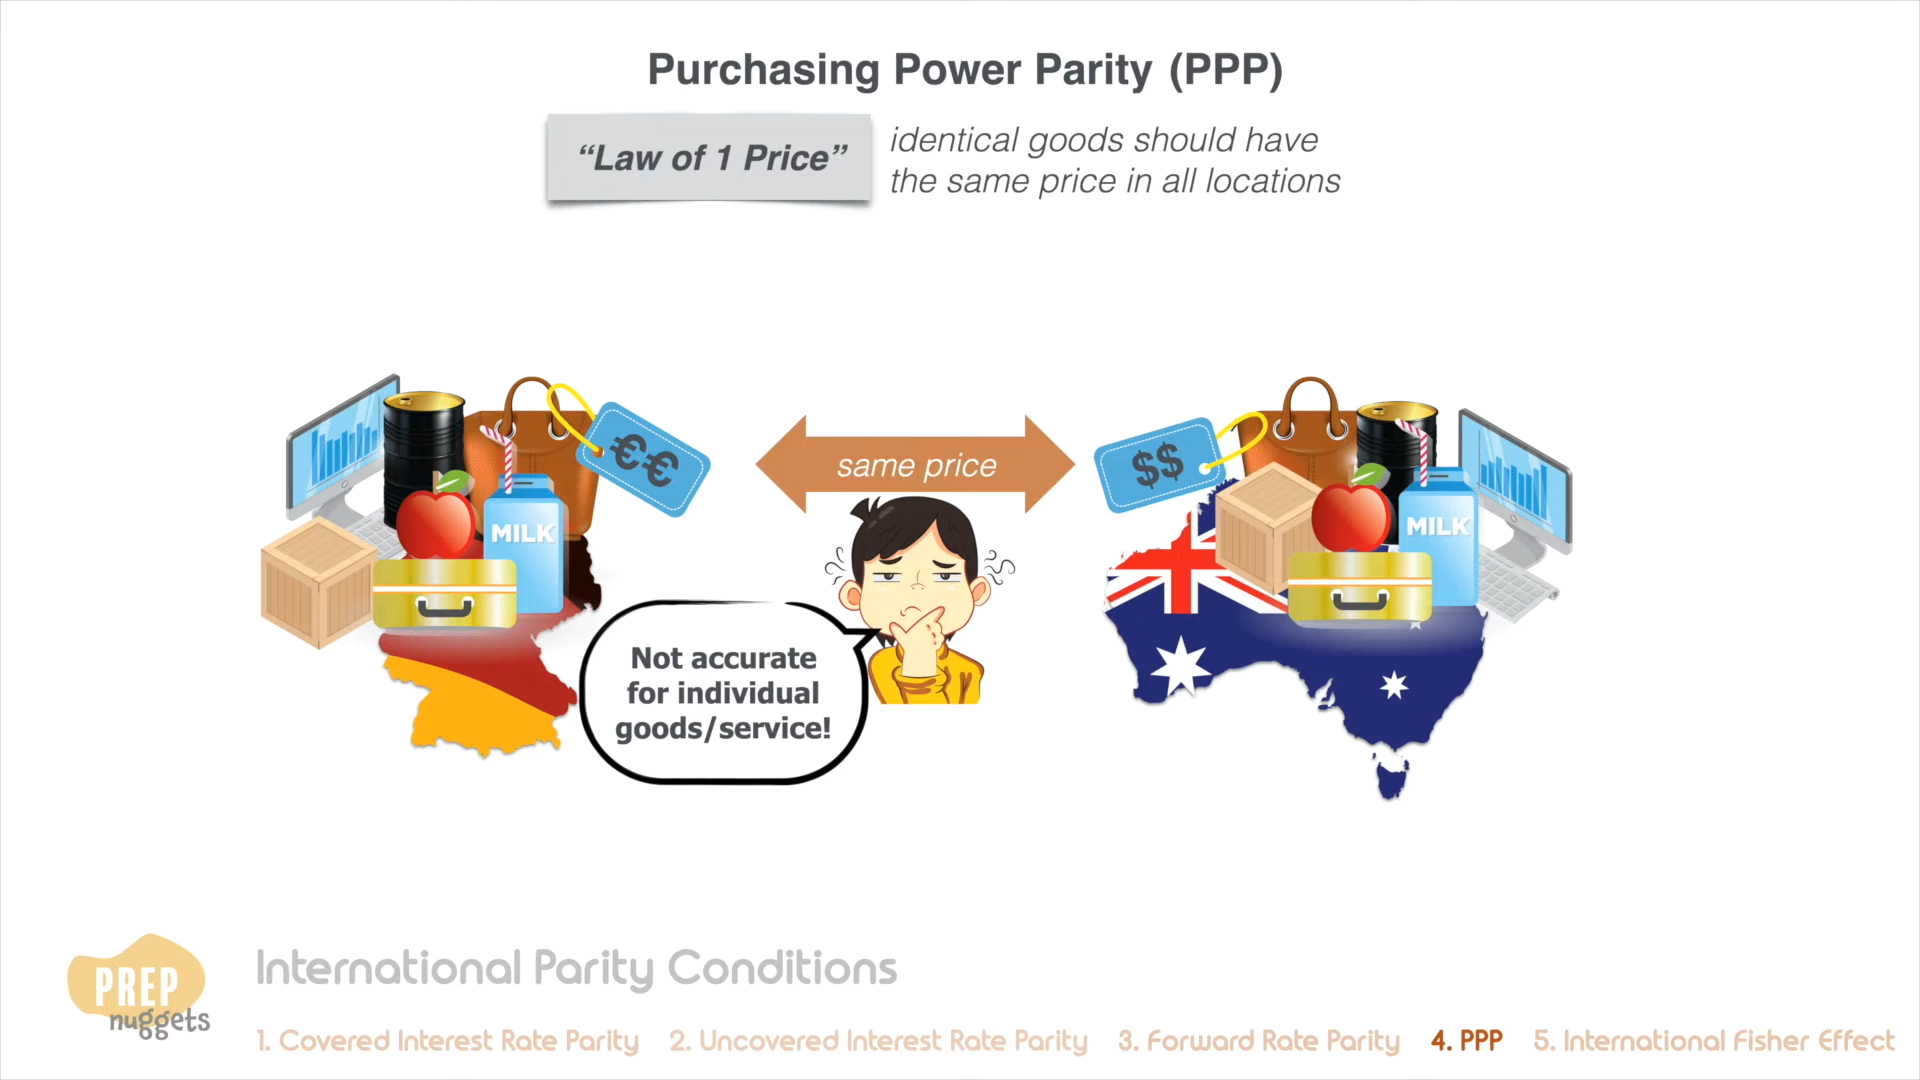 Purchasing Power Parity (PPP)
“Law of 1 Price”
identical goods should have
the same price in all locations
€€
same price
$$
MILK
MILK
Not accurate
for individual
goods/service!
PREP
nuggets
International Parity Conditions
1. Covered Interest Rate Parity 2. Uncovered Interest Rate Parity 3. Forward Rate Parity 4. PPP 5. International Fisher Effect